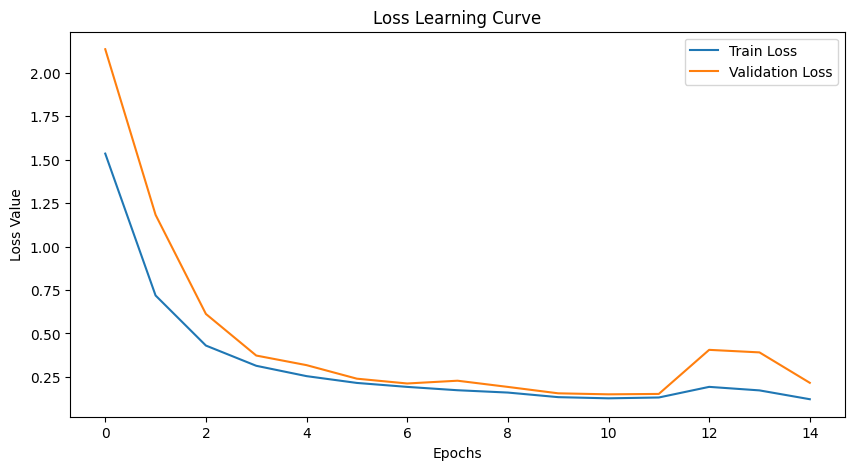 Loss Learning Curve
Train Loss
Validation Loss
2.00
1.75
1.50
1.25
1.00
0.75
0.50
0.25
Loss Value
0 2 4 6 8 10 12 14
Epochs